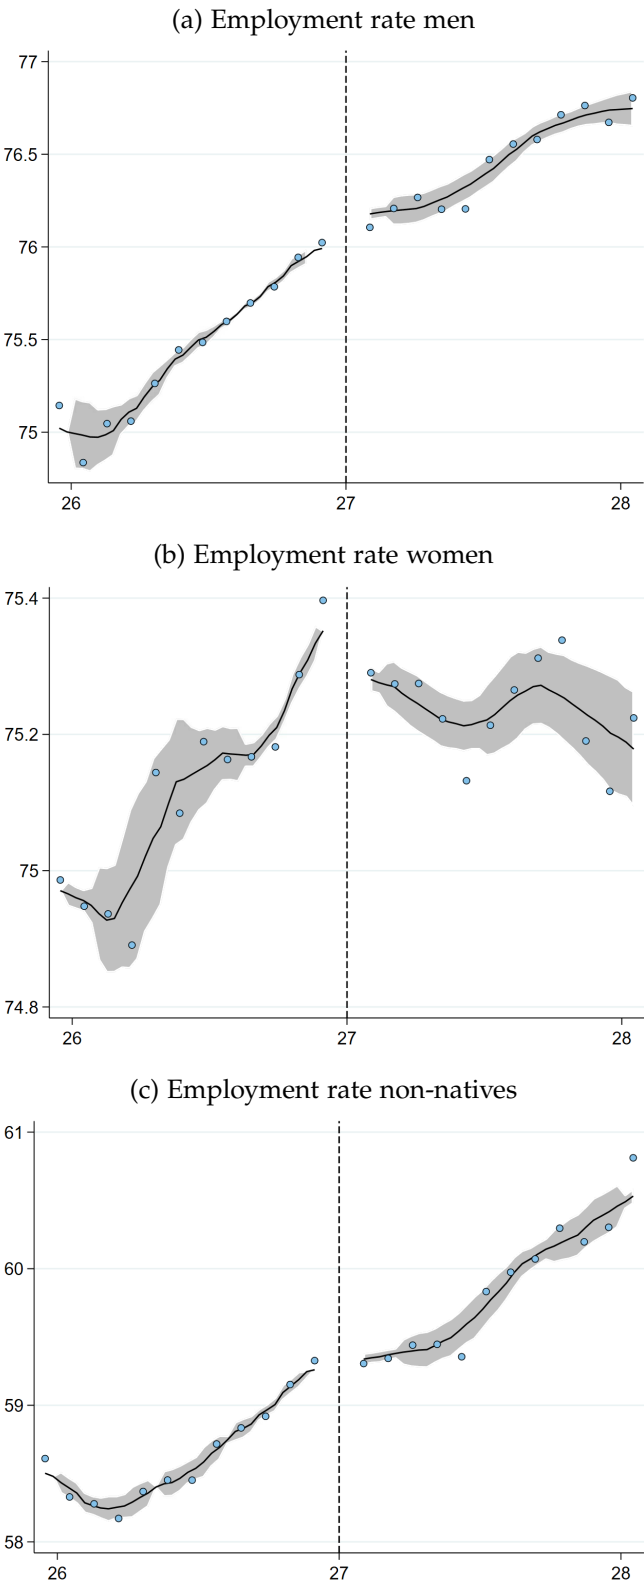 (a) Employment rate men
77
76.5
76
75.5
75
26 27 28
(b) Employment rate women
75.4
75.2
75
74.8
26 27 28
(c) Employment rate non-natives
61
60
59
58
26 27 28